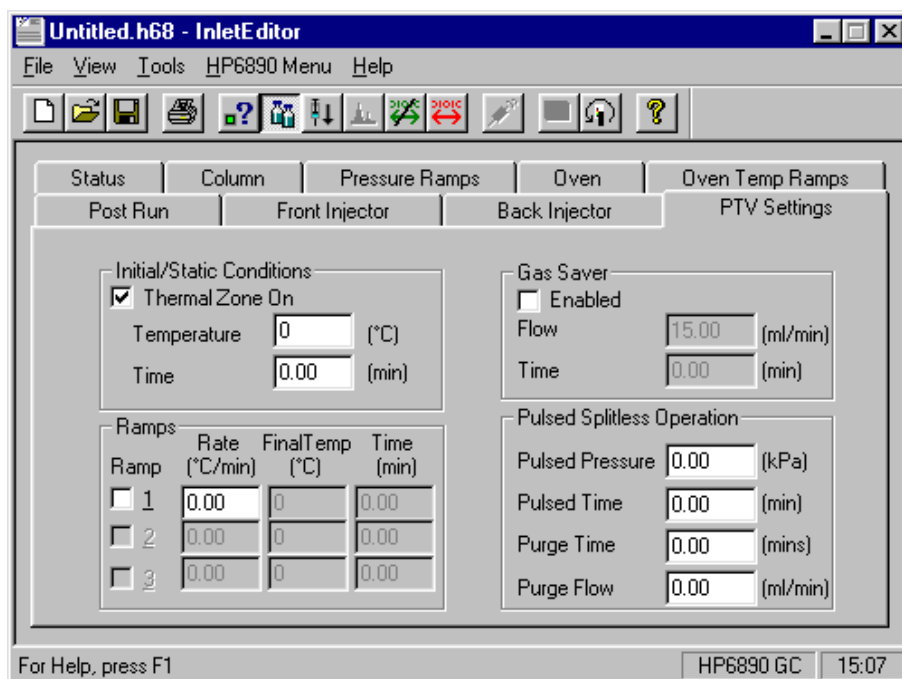 Untitled.h68 - InletEditor
File View Tools HP6890 Menu Help
Status Column Pressure Ramps Oven Oven Temp Ramps
Post Run Front Injector Back Injector PTV Settings
Initial/Static Conditions
Thermal Zone On
Temperature 0 (°C)
Time 0.00 (min)
Gas Saver
Enabled
Flow 15.00 (ml/min)
Time 0.00 (min)
Ramps
Ramp Rate (°C/min) FinalTemp (°C) Time (min)
1 0.00 0 0.00
2 0.00 0 0.00
3 0.00 0 0.00
Pulsed Splitless Operation
Pulsed Pressure 0.00 (kPa)
Pulsed Time 0.00 (min)
Purge Time 0.00 (mins)
Purge Flow 0.00 (ml/min)
For Help, press F1 HP6890 GC 15:07